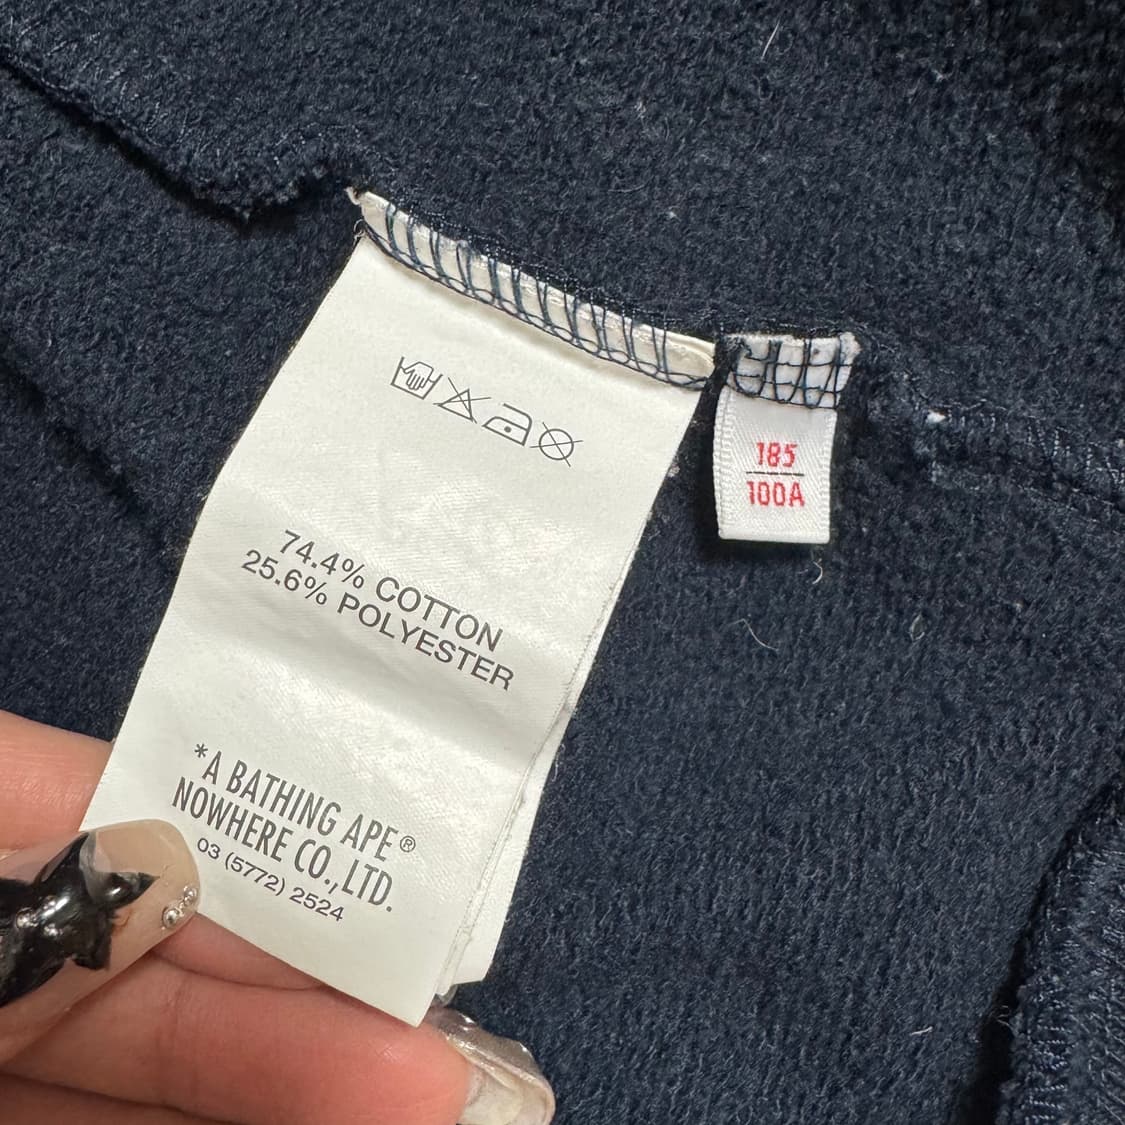 74.4% COTTON
25.6% POLYESTER
*A BATHING APE®
NOWHERE CO.,LTD.
03 (5772) 2524
185
100A